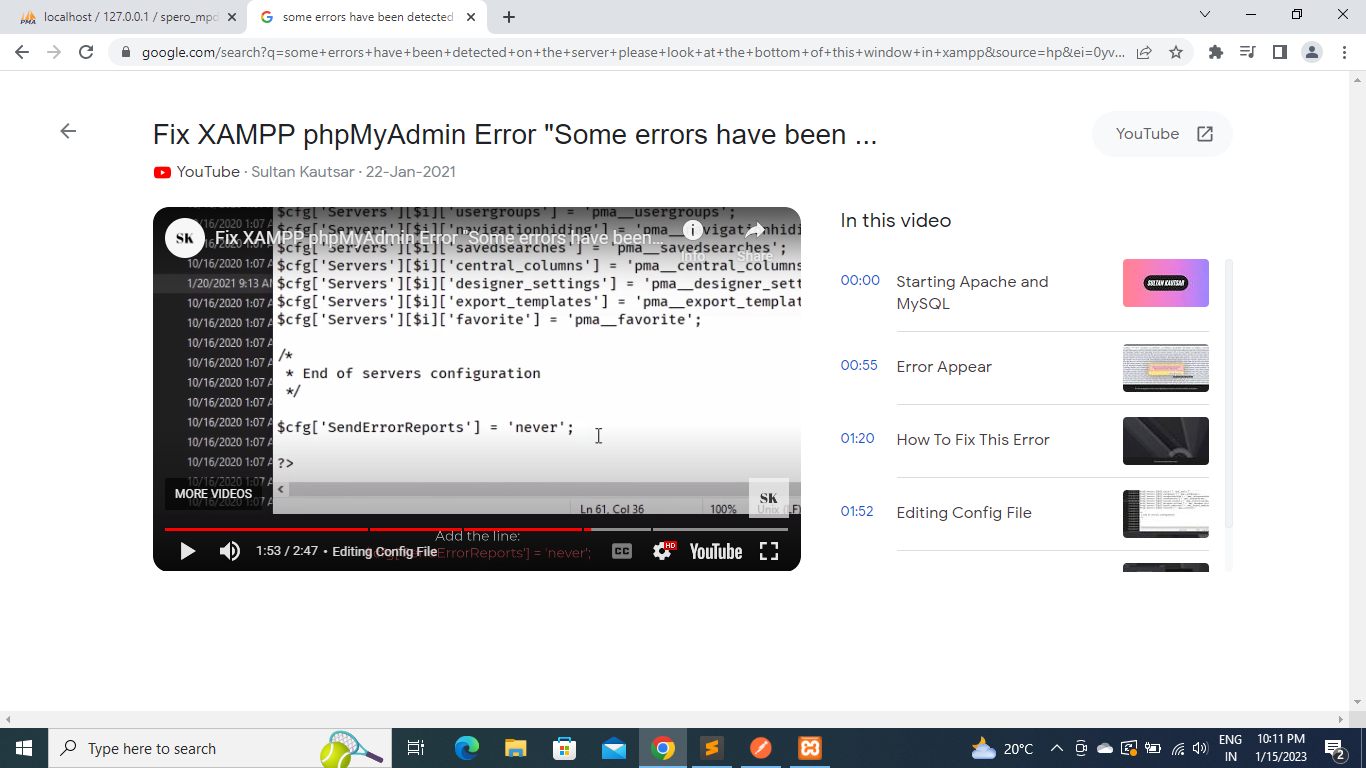 localhost / 127.0.0.1 / spero_mpc
some errors have been detected
google.com/search?q=some+errors+have+been+detected+on+the+server+please+look+at+the+bottom+of+this+window+in+xampp&source=hp&ei=0yv...
Fix XAMPP phpMyAdmin Error "Some errors have been ...
YouTube
YouTube · Sultan Kautsar · 22-Jan-2021
SK
Fix XAMPP phpMyAdmin Error "Some errors have been...
Info
Share
$cfg['Servers'][$i]['usergroups'] = 'pma__usergroups';
$cfg['Servers'][$i]['navigationhiding'] = 'pma__navigationhidi
$cfg['Servers'][$i]['savedsearches'] = 'pma__savedsearches';
10/16/2020 1:07 A
$cfg['Servers'][$i]['central_columns'] = 'pma__central_columns
1/20/2021 9:13 AM
$cfg['Servers'][$i]['designer_settings'] = 'pma__designer_sett
10/16/2020 1:07 A
$cfg['Servers'][$i]['export_templates'] = 'pma__export_templat
10/16/2020 1:07 A
$cfg['Servers'][$i]['favorite'] = 'pma__favorite';
10/16/2020 1:07 A
/*
10/16/2020 1:07 A
* End of servers configuration
10/16/2020 1:07 A
*/
10/16/2020 1:07 A
10/16/2020 1:07 A
$cfg['SendErrorReports'] = 'never';
10/16/2020 1:07 A
10/16/2020 1:07 A
?>
MORE VIDEOS
SK
Ln 61, Col 36
100%
Unix (LF)
Add the line:
1:53 / 2:47 • Editing Config File
ErrorReports'] = 'never';
CC
HD
YouTube
In this video
00:00
Starting Apache and
MySQL
SULTAN KAUTSAR
00:55
Error Appear
01:20
How To Fix This Error
01:52
Editing Config File
Type here to search
20°C
ENG
IN
10:11 PM
1/15/2023
2